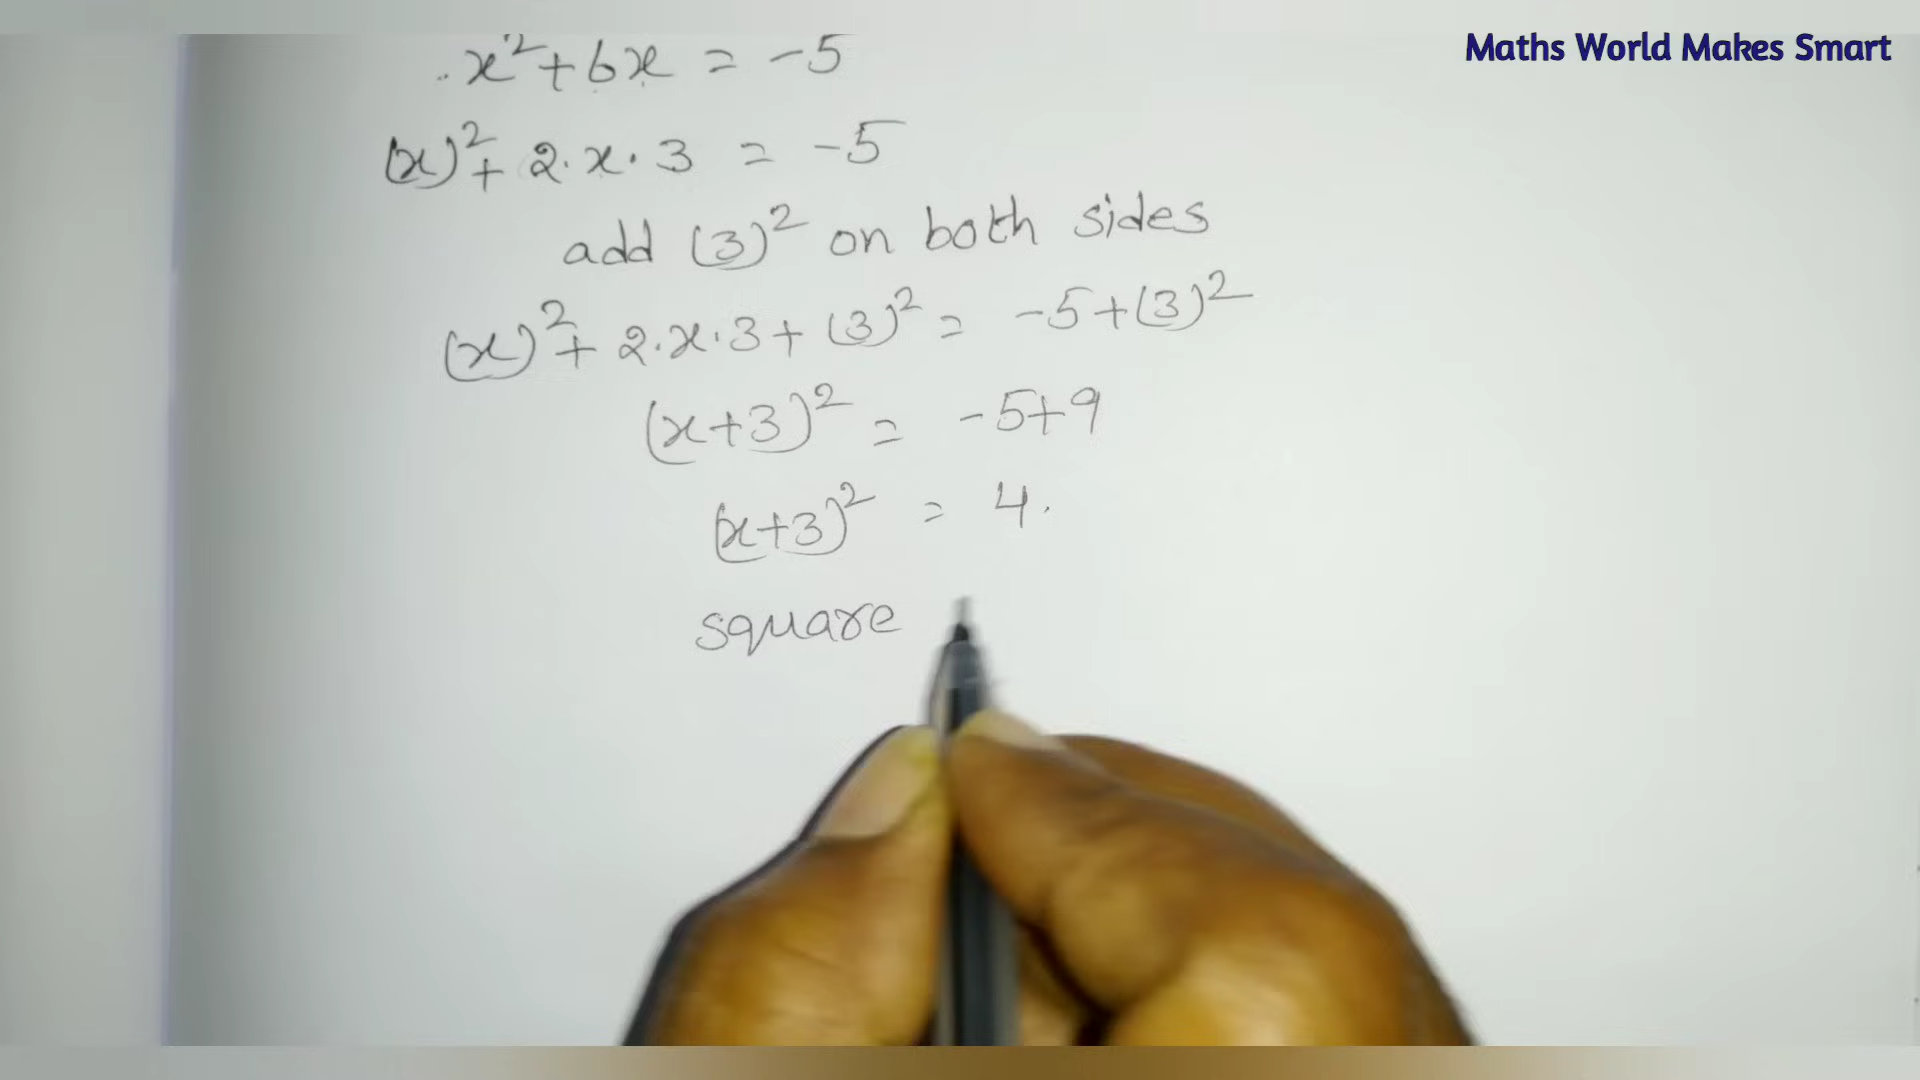 Maths World Makes Smart
x² + 6x = -5
(x)² + 2·x·3 = -5
add (3)² on both sides
(x)² + 2·x·3 + (3)² = -5+(3)²
(x+3)² = -5+9
(x+3)² = 4.
square